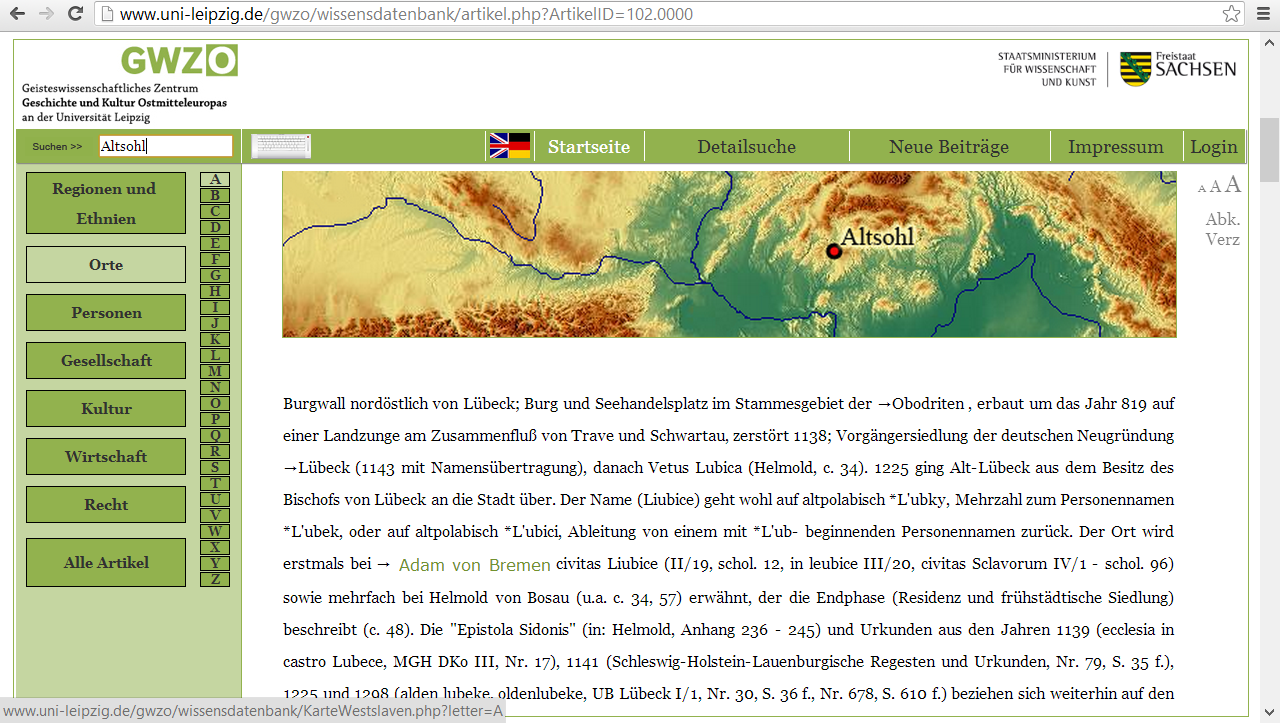 www.uni-leipzig.de/gwzo/wissensdatenbank/artikel.php?ArtikelID=102.0000
GWZO
Geisteswissenschaftliches Zentrum
Geschichte und Kultur Ostmitteleuropas
an der Universität Leipzig
STAATSMINISTERIUM
FÜR WISSENSCHAFT
UND KUNST
Freistaat
SACHSEN
Suchen >> Altsohl
Startseite Detailsuche Neue Beiträge Impressum Login
Regionen und
Ethnien
Orte
Personen
Gesellschaft
Kultur
Wirtschaft
Recht
Alle Artikel
A
B
C
D
E
F
G
H
I
J
K
L
M
N
O
P
Q
R
S
T
U
V
W
X
Y
Z
Altsohl
A A A
Abk.
Verz
Burgwall nordöstlich von Lübeck; Burg und Seehandelsplatz im Stammesgebiet der →Obodriten , erbaut um das Jahr 819 auf
einer Landzunge am Zusammenfluß von Trave und Schwartau, zerstört 1138; Vorgängersiedlung der deutschen Neugründung
→Lübeck (1143 mit Namensübertragung), danach Vetus Lubica (Helmold, c. 34). 1225 ging Alt-Lübeck aus dem Besitz des
Bischofs von Lübeck an die Stadt über. Der Name (Liubice) geht wohl auf altpolabisch *L'ubky, Mehrzahl zum Personennamen
*L'ubek, oder auf altpolabisch *L'ubici, Ableitung von einem mit *L'ub- beginnenden Personennamen zurück. Der Ort wird
erstmals bei → Adam von Bremen civitas Liubice (II/19, schol. 12, in leubice III/20, civitas Sclavorum IV/1 - schol. 96)
sowie mehrfach bei Helmold von Bosau (u.a. c. 34, 57) erwähnt, der die Endphase (Residenz und frühstädtische Siedlung)
beschreibt (c. 48). Die "Epistola Sidonis" (in: Helmold, Anhang 236 - 245) und Urkunden aus den Jahren 1139 (ecclesia in
castro Lubece, MGH DKo III, Nr. 17), 1141 (Schleswig-Holstein-Lauenburgische Regesten und Urkunden, Nr. 79, S. 35 f.),
1225 und 1298 (alden lubeke, oldenlubeke, UB Lübeck I/1, Nr. 30, S. 36 f., Nr. 678, S. 610 f.) beziehen sich weiterhin auf den
www.uni-leipzig.de/gwzo/wissensdatenbank/KarteWestslaven.php?letter=A